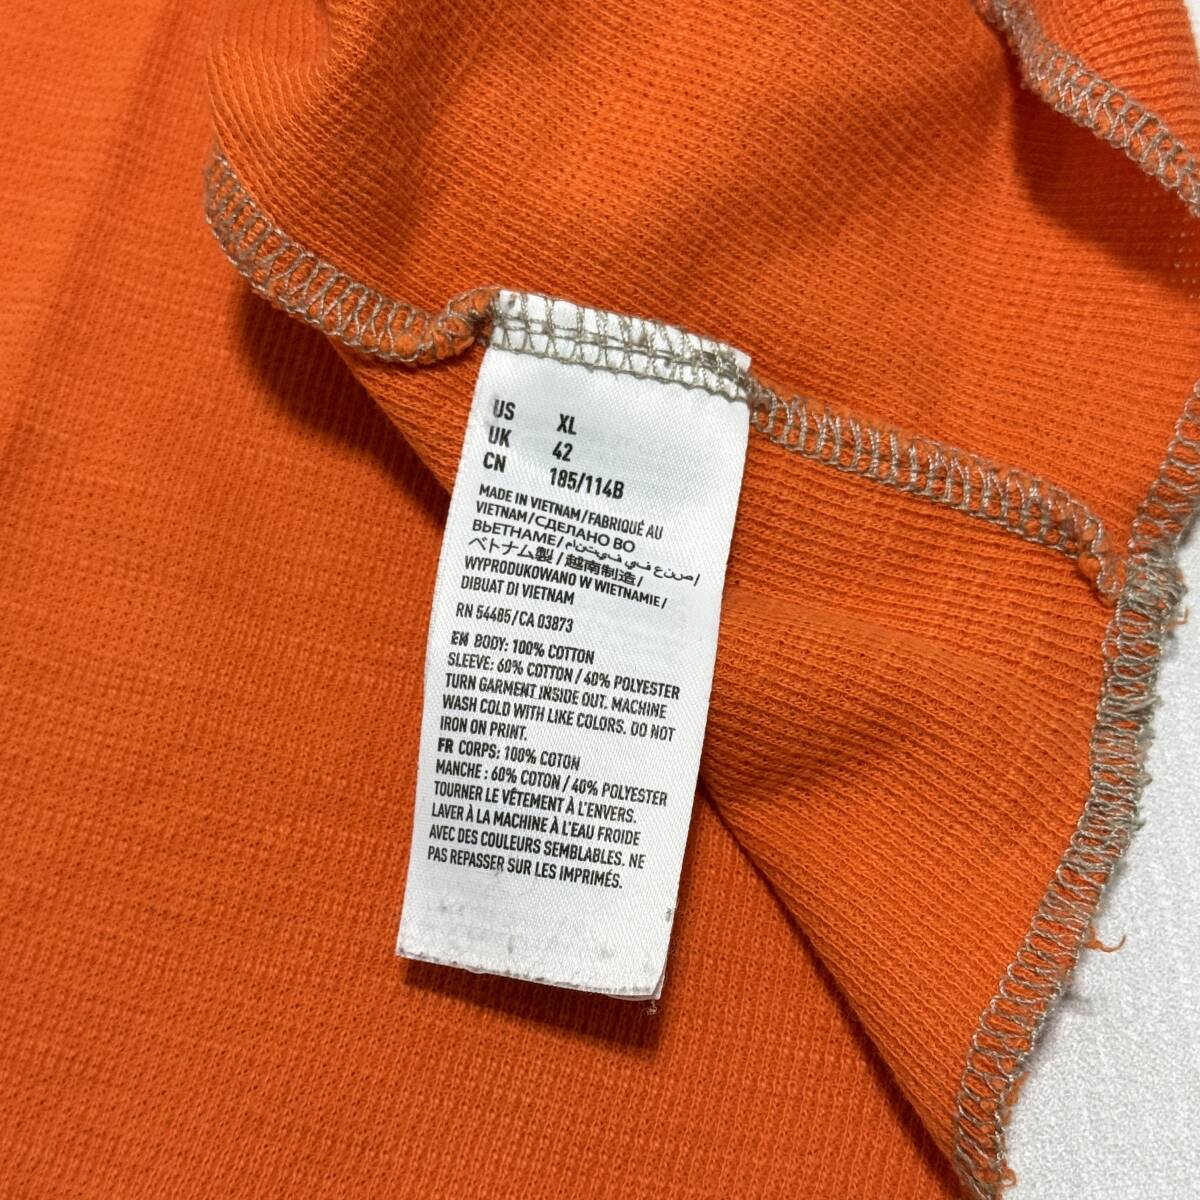 US XL
UK 42
CN 185/114B
MADE IN VIETNAM/FABRIQUÉ AU
VIETNAM/СДЕЛАНО ВО
ВЬЕТНАМЕ/صنع في فيتنام/
ベトナム製/越南制造/
WYPRODUKOWANO W WIETNAMIE/
DIBUAT DI VIETNAM
RN 54485/CA 03873
EN BODY: 100% COTTON
SLEEVE: 60% COTTON / 40% POLYESTER
TURN GARMENT INSIDE OUT. MACHINE
WASH COLD WITH LIKE COLORS. DO NOT
IRON ON PRINT.
FR CORPS: 100% COTON
MANCHE : 60% COTON / 40% POLYESTER
TOURNER LE VÊTEMENT À L'ENVERS.
LAVER À LA MACHINE À L'EAU FROIDE
AVEC DES COULEURS SEMBLABLES. NE
PAS REPASSER SUR LES IMPRIMÉS.